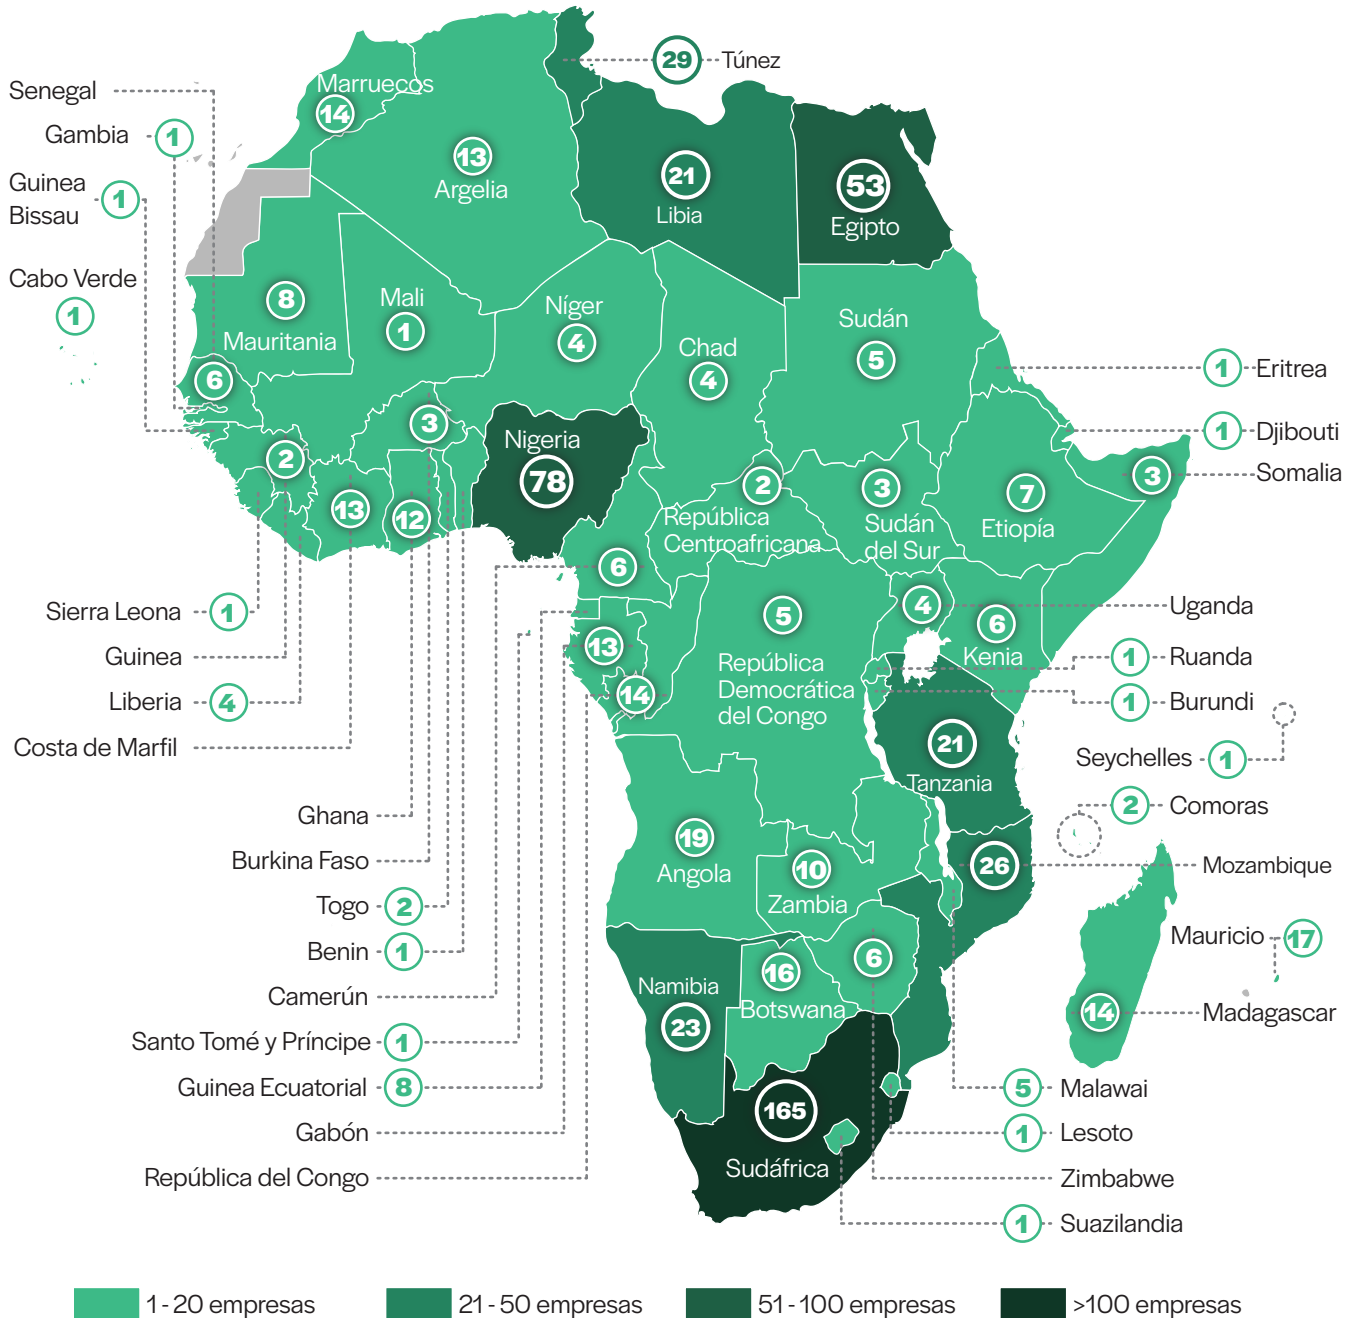 29
Túnez
Senegal
Marruecos
14
Gambia
1
13
Argelia
21
Libia
53
Egipto
Guinea
Bissau
1
Cabo Verde
1
8
Mauritania
Mali
1
Níger
4
Chad
4
Sudán
5
1
Eritrea
6
3
Nigeria
78
1
Djibouti
2
13
12
2
República
Centroafricana
3
Sudán
del Sur
7
Etiopía
3
Somalia
6
Sierra Leona
1
5
4
Uganda
6
Kenia
Guinea
13
República
Democrática
del Congo
1
Ruanda
Liberia
4
14
1
Burundi
Costa de Marfil
21
Tanzania
Seychelles
1
Ghana
19
Angola
2
Comoras
Burkina Faso
10
Zambia
26
Mozambique
Togo
2
Benin
1
6
Mauricio
17
Camerún
Namibia
23
16
Botswana
14
Madagascar
Santo Tomé y Príncipe
1
Guinea Ecuatorial
8
5
Malawai
Gabón
165
Sudáfrica
1
Lesoto
República del Congo
Zimbabwe
1
Suazilandia
1 - 20 empresas
21 - 50 empresas
51 - 100 empresas
>100 empresas